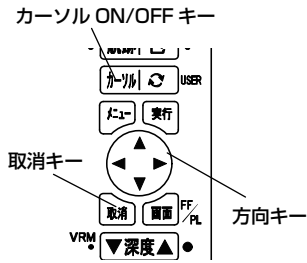 カーソル ON/OFF キー
カーソル USER
メニュー 実行
取消キー
取消 画面 FF/PL
方向キー
VRM ▼深度▲